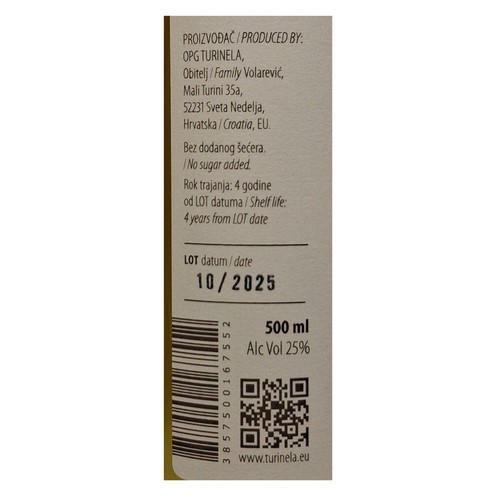 PROIZVOĐAČ / PRODUCED BY:
OPG TURINELA,
Obitelj / Family Volarević,
Mali Turini 35a,
52231 Sveta Nedelja,
Hrvatska / Croatia, EU.
Bez dodanog šećera.
/ No sugar added.
Rok trajanja: 4 godine
od LOT datuma / Shelf life:
4 years from LOT date
LOT datum / date
10/2025
500 ml
Alc Vol 25%
3857500167552
www.turinela.eu